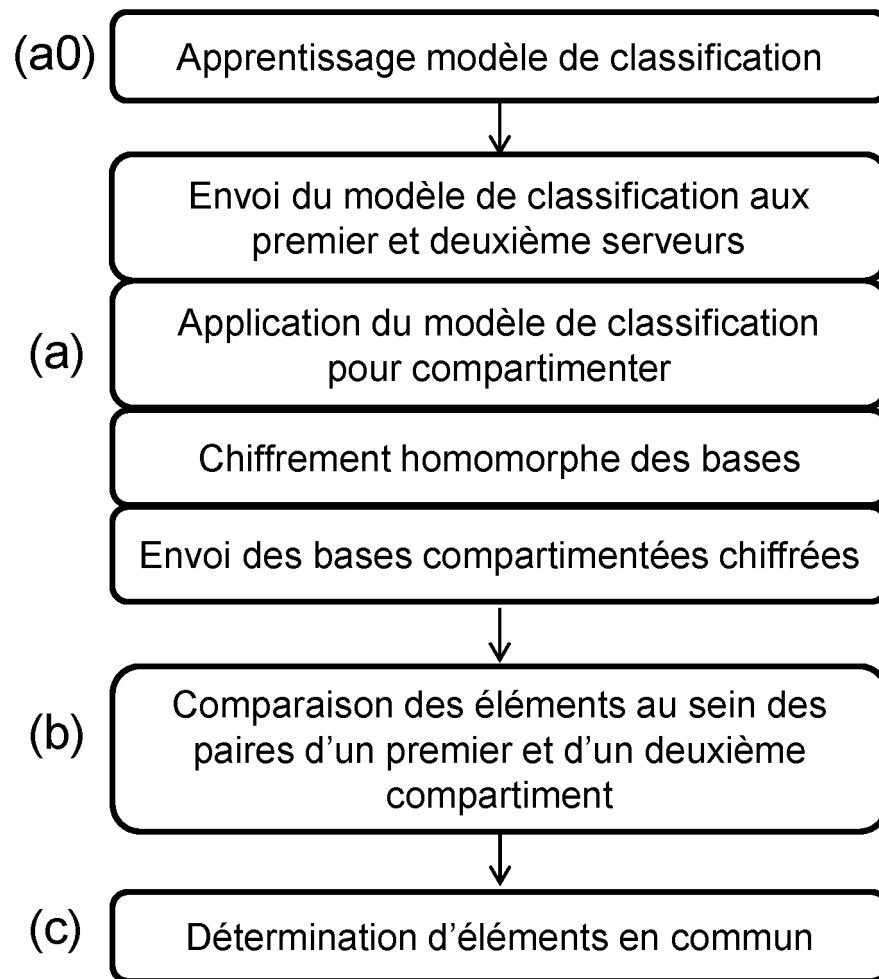 (a0)
Apprentissage modèle de classification
Envoi du modèle de classification aux
premier et deuxième serveurs
(a)
Application du modèle de classification
pour compartimenter
Chiffrement homomorphe des bases
Envoi des bases compartimentées chiffrées
(b)
Comparaison des éléments au sein des
paires d’un premier et d’un deuxième
compartiment
(c)
Détermination d’éléments en commun